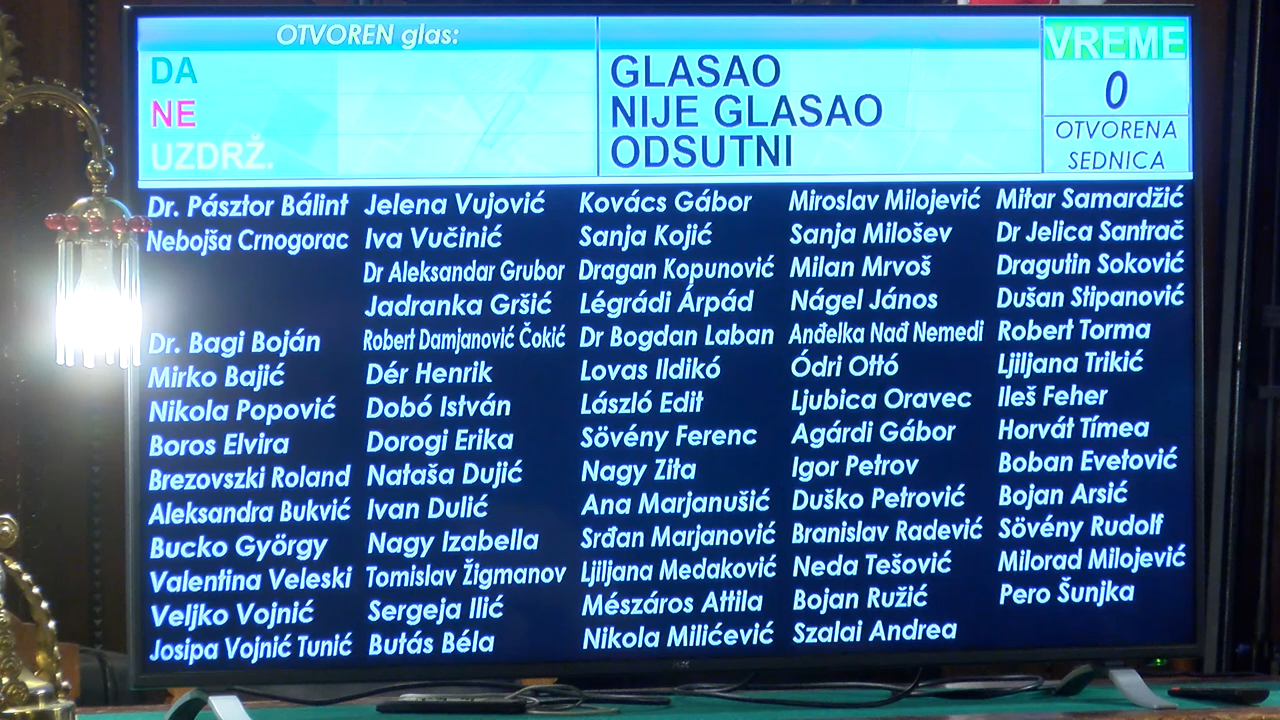 OTVOREN glas:
DA
NE
UZDRŽ.
GLASAO
NIJE GLASAO
ODSUTNI
VREME
0
OTVORENA
SEDNICA
Dr. Pásztor Bálint
Nebojša Crnogorac
Dr. Bagi Boján
Mirko Bajić
Nikola Popović
Boros Elvira
Brezovszki Roland
Aleksandra Bukvić
Bucko György
Valentina Veleski
Veljko Vojnić
Josipa Vojnić Tunić
Jelena Vujović
Iva Vučinić
Dr Aleksandar Grubor
Jadranka Gršić
Robert Damjanović Čokić
Dér Henrik
Dobó István
Dorogi Erika
Nataša Dujić
Ivan Dulić
Nagy Izabella
Tomislav Žigmanov
Sergeja Ilić
Butás Béla
Kovács Gábor
Sanja Kojić
Dragan Kopunović
Légrádi Árpád
Dr Bogdan Laban
Lovas Ildikó
László Edit
Sövény Ferenc
Nagy Zita
Ana Marjanušić
Srđan Marjanović
Ljiljana Medaković
Mészáros Attila
Nikola Milićević
Miroslav Milojević
Sanja Milošev
Milan Mrvoš
Nágel János
Anđelka Nađ Nemedi
Ódri Ottó
Ljubica Oravec
Agárdi Gábor
Igor Petrov
Duško Petrović
Branislav Radević
Neda Tešović
Bojan Ružić
Szalai Andrea
Mitar Samardžić
Dr Jelica Santrač
Dragutin Soković
Dušan Stipanović
Robert Torma
Ljiljana Trikić
Ileš Feher
Horvát Tímea
Boban Evetović
Bojan Arsić
Sövény Rudolf
Milorad Milojević
Pero Šunjka